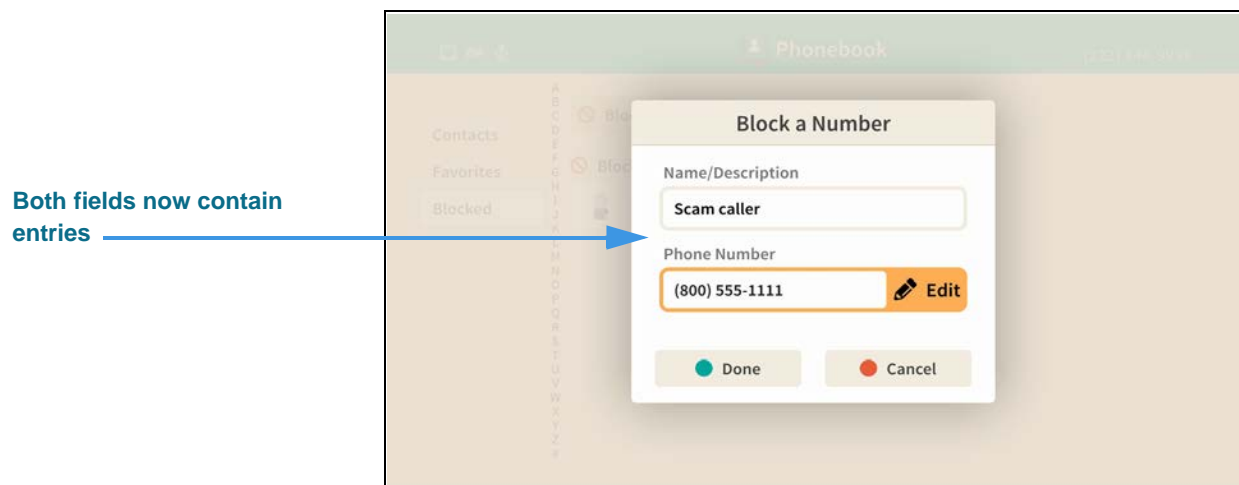 Phonebook
Contacts
Favorites
Blocked
A
B
C
D
E
F
G
H
I
J
K
L
M
N
O
P
Q
R
S
T
U
V
W
X
Y
Z
#
Block a Number
Name/Description
Scam caller
Phone Number
(800) 555-1111
Edit
Done
Cancel
Both fields now contain
entries